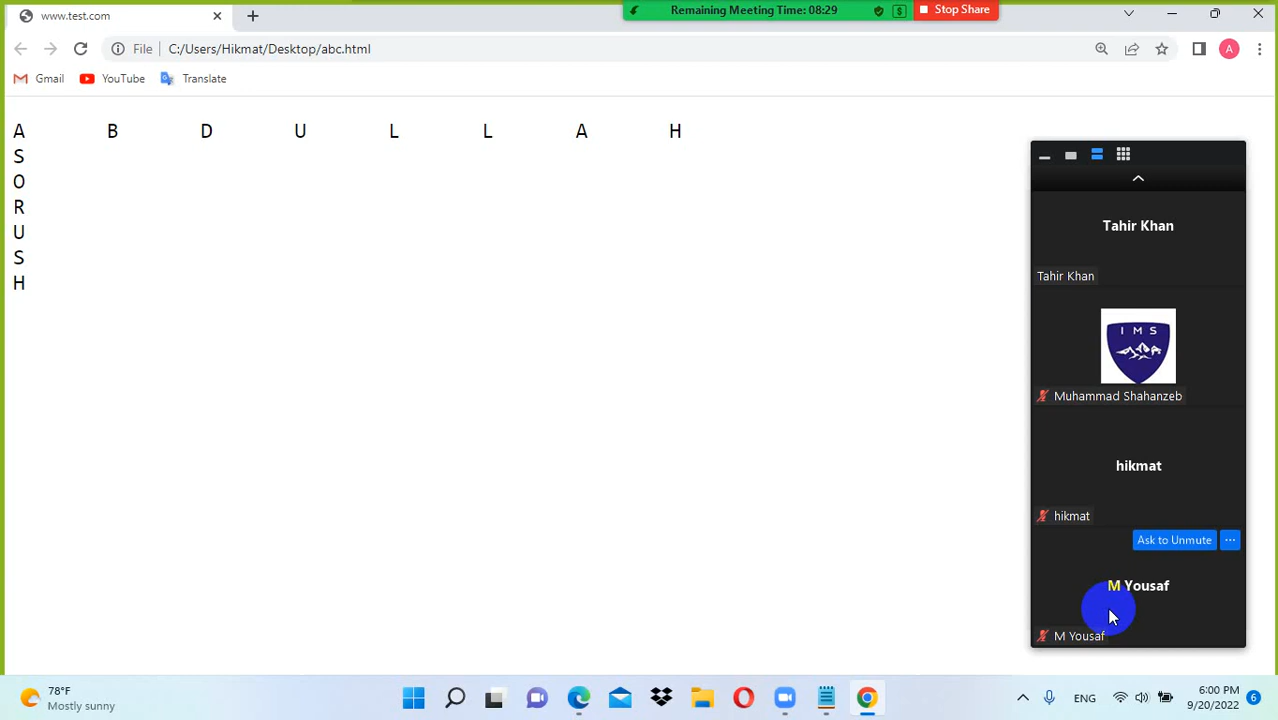 www.test.com
Remaining Meeting Time: 08:29
$
Stop Share
File
C:/Users/Hikmat/Desktop/abc.html
A
Gmail
YouTube
Translate
A B D U L L A H
S
O
R
U
S
H
Tahir Khan
Tahir Khan
I M S
Muhammad Shahanzeb
hikmat
hikmat
Ask to Unmute
...
M Yousaf
M Yousaf
78°F
Mostly sunny
ENG
6:00 PM
9/20/2022
6